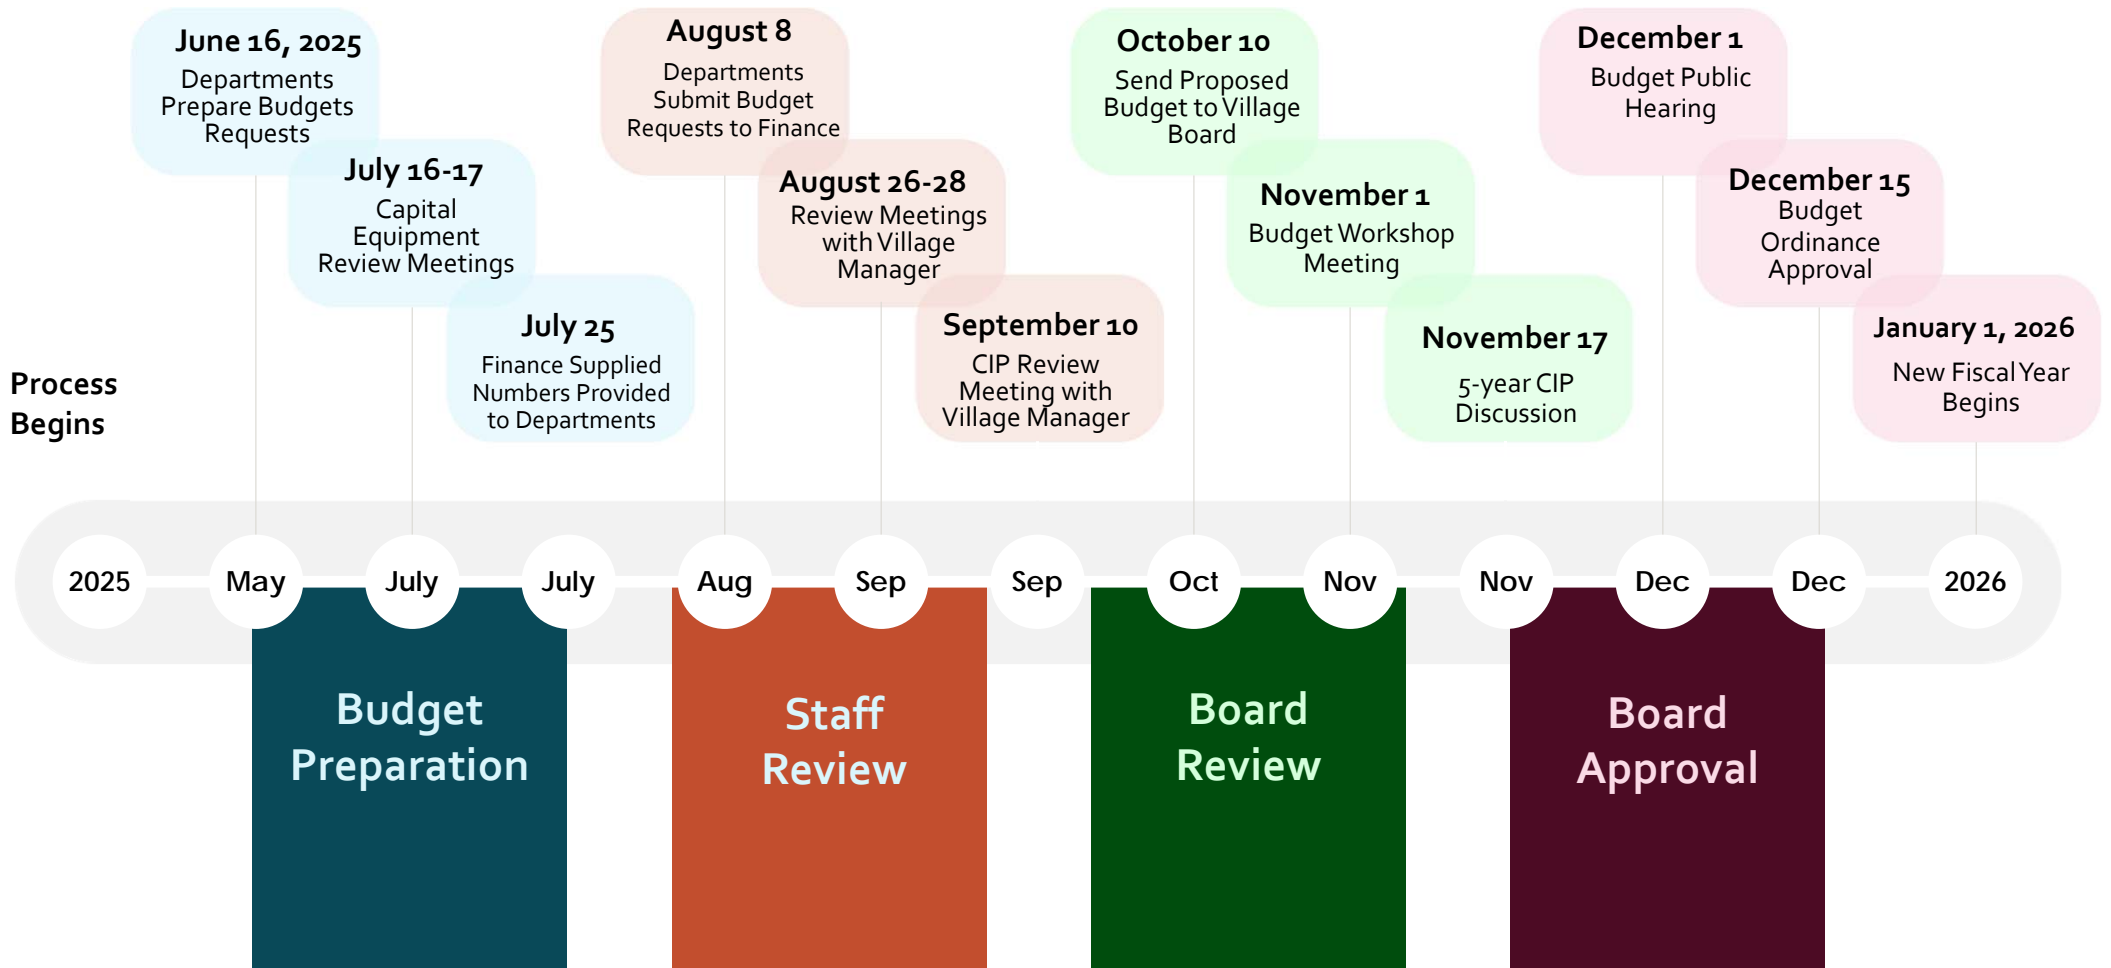 June 16, 2025
Departments
Prepare Budgets
Requests
July 16-17
Capital
Equipment
Review Meetings
July 25
Finance Supplied
Numbers Provided
to Departments
August 8
Departments
Submit Budget
Requests to Finance
August 26-28
Review Meetings
with Village
Manager
September 10
CIP Review
Meeting with
Village Manager
October 10
Send Proposed
Budget to Village
Board
November 1
Budget Workshop
Meeting
November 17
5-year CIP
Discussion
December 1
Budget Public
Hearing
December 15
Budget
Ordinance
Approval
January 1, 2026
New Fiscal Year
Begins
Process
Begins
2025
May
July
July
Aug
Sep
Sep
Oct
Nov
Nov
Dec
Dec
2026
Budget
Preparation
Staff
Review
Board
Review
Board
Approval